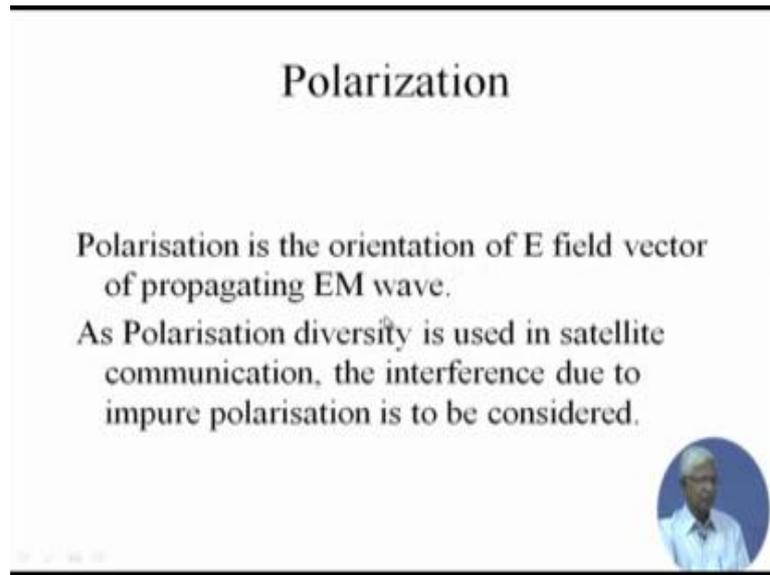 Polarization
Polarisation is the orientation of E field vector
of propagating EM wave.
As Polarisation diversity is used in satellite
communication, the interference due to
impure polarisation is to be considered.